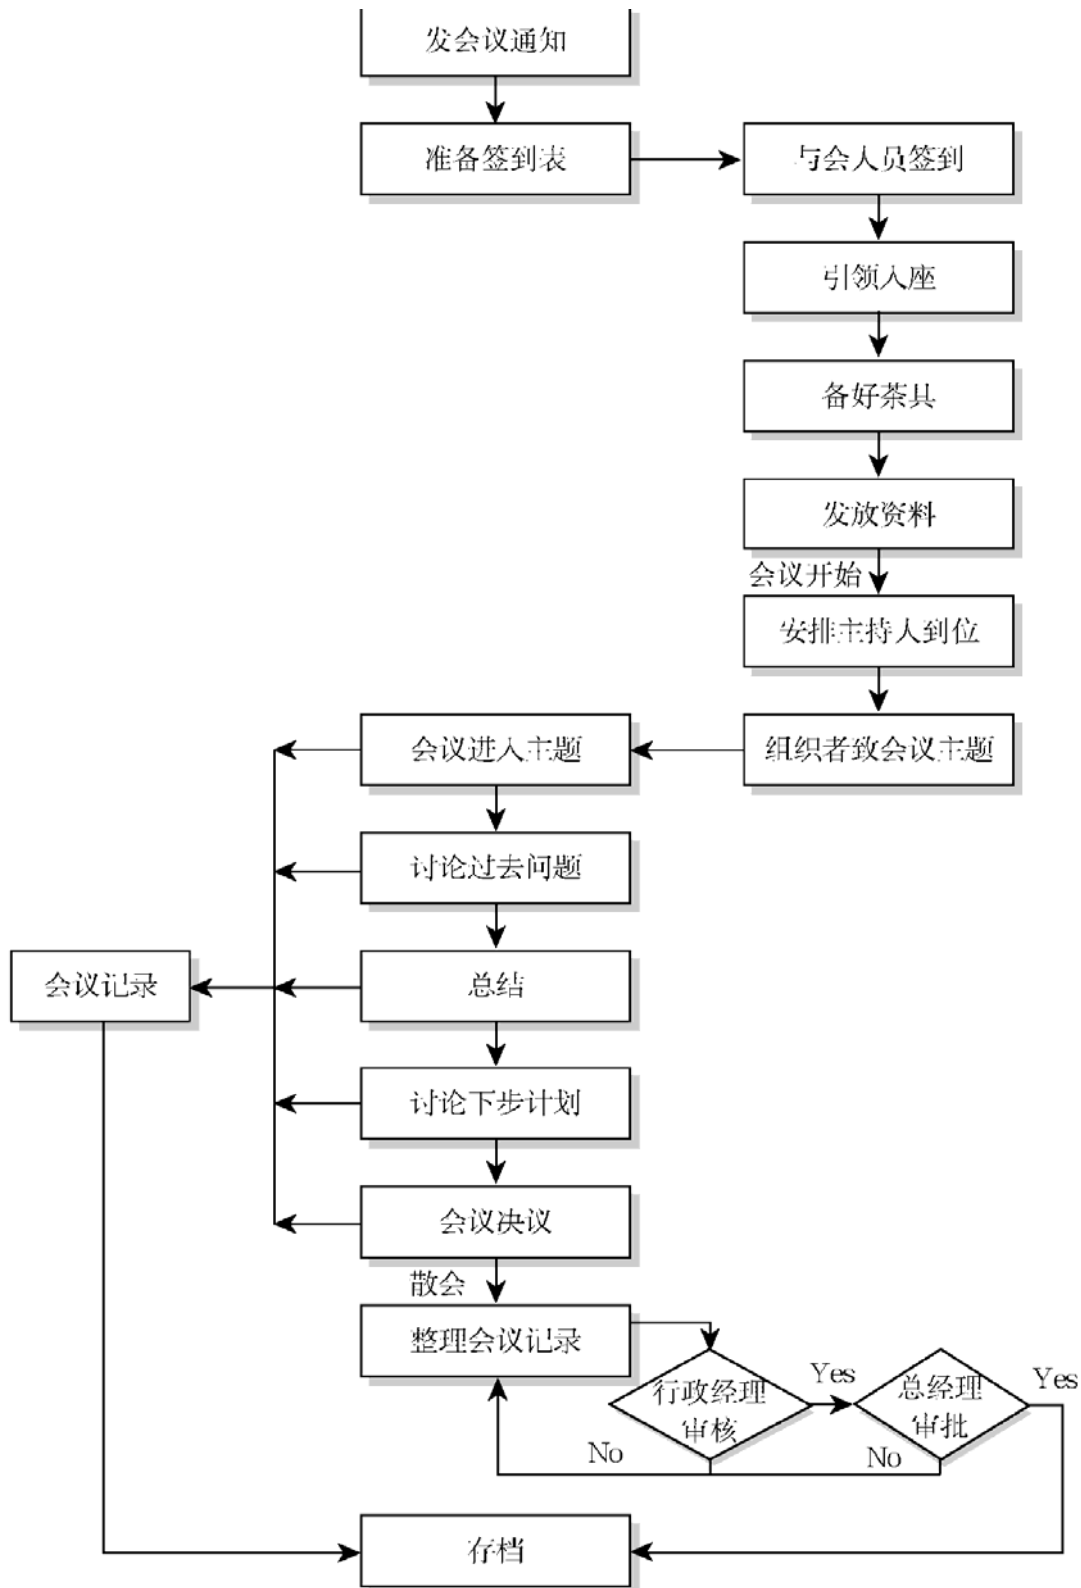 发会议通知
准备签到表
与会人员签到
引领入座
备好茶具
发放资料
会议开始
安排主持人到位
组织者致会议主题
会议进入主题
讨论过去问题
会议记录
总结
讨论下步计划
会议决议
散会
整理会议记录
行政经理
审核
Yes
总经理
审批
Yes
No
No
存档